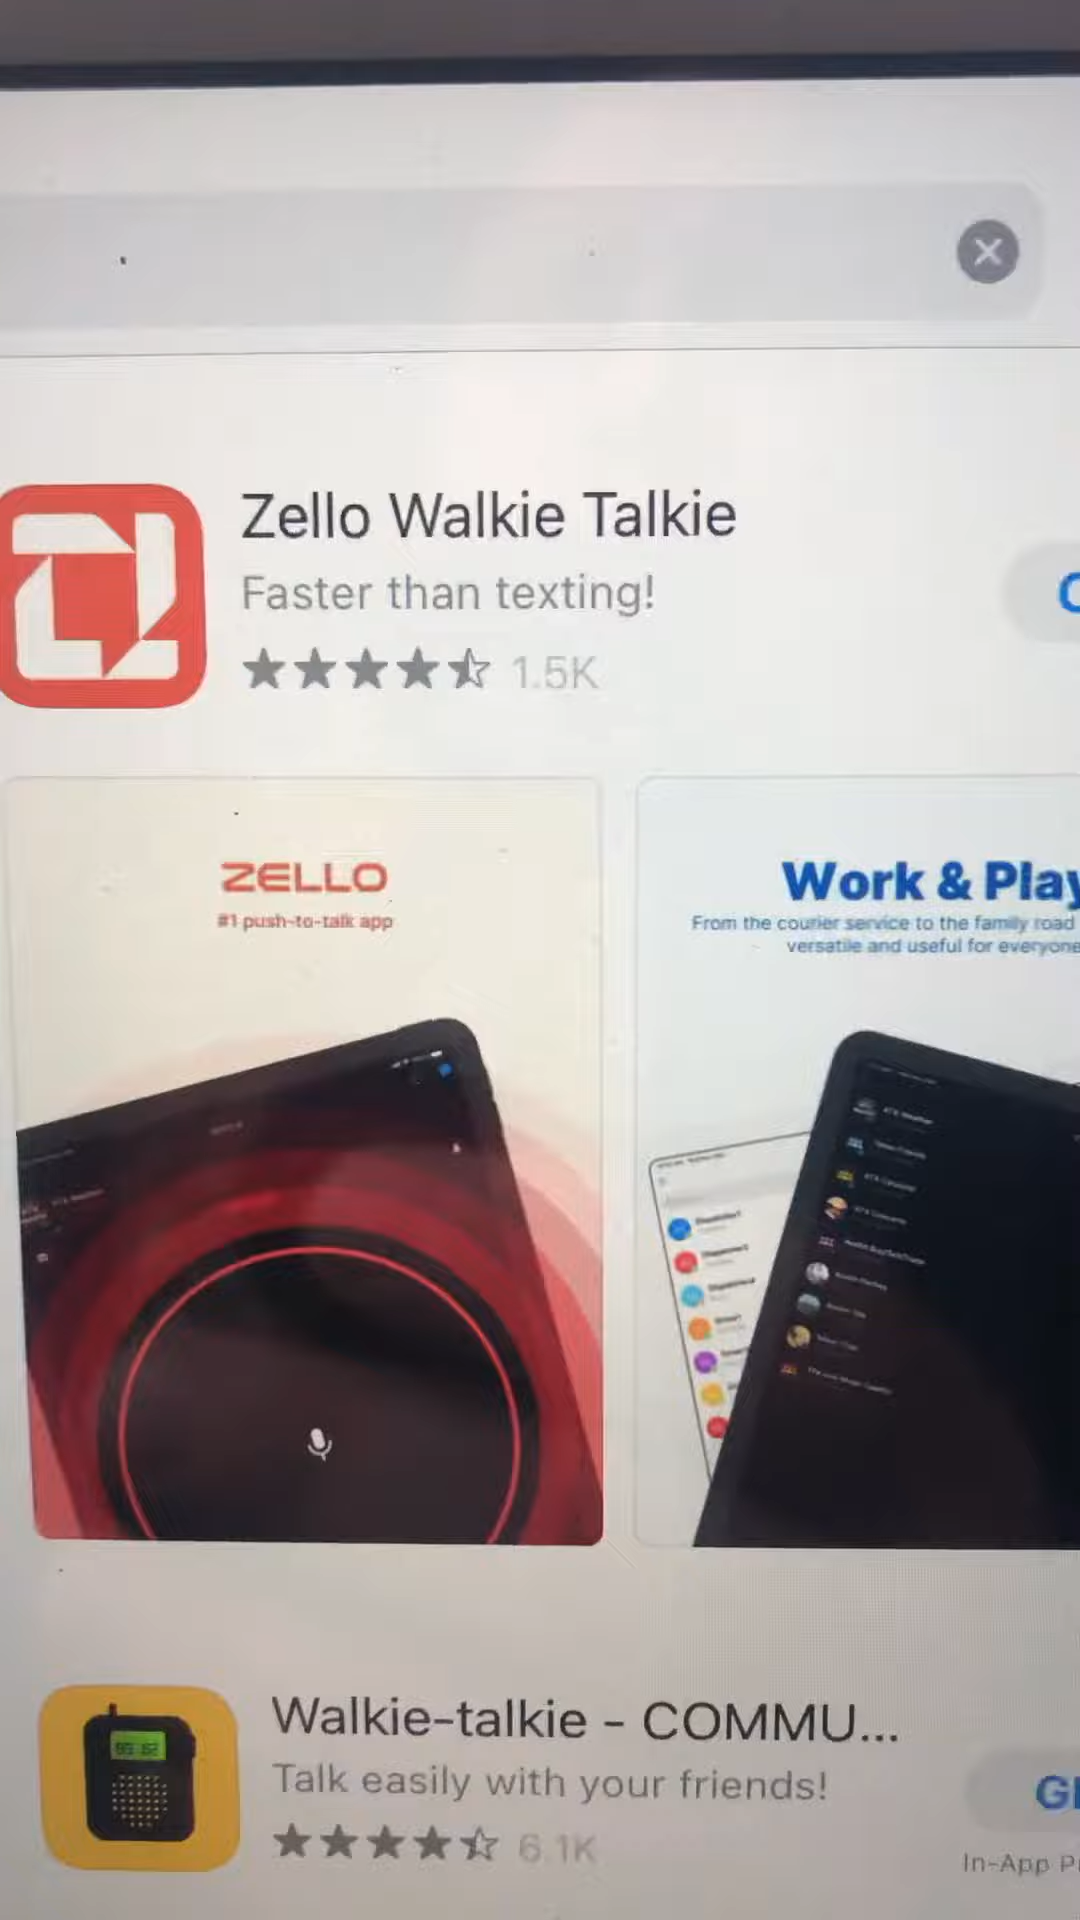 Zello Walkie Talkie
Faster than texting!
1.5K
ZELLO
#1 push-to-talk app
Work & Play
From the courier service to the family road
versatile and useful for everyone
Walkie-talkie - COMMU...
Talk easily with your friends!
6.1K
In-App